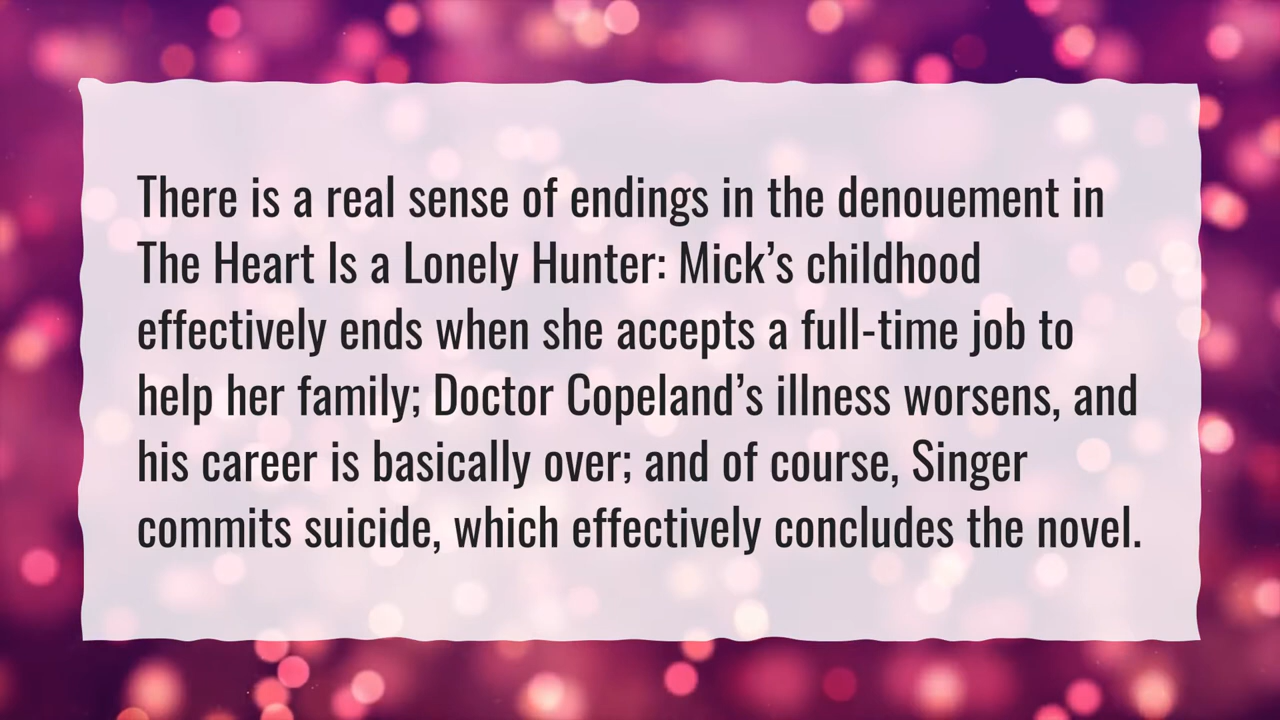 There is a real sense of endings in the denouement in
The Heart Is a Lonely Hunter: Mick’s childhood
effectively ends when she accepts a full-time job to
help her family; Doctor Copeland’s illness worsens, and
his career is basically over; and of course, Singer
commits suicide, which effectively concludes the novel.